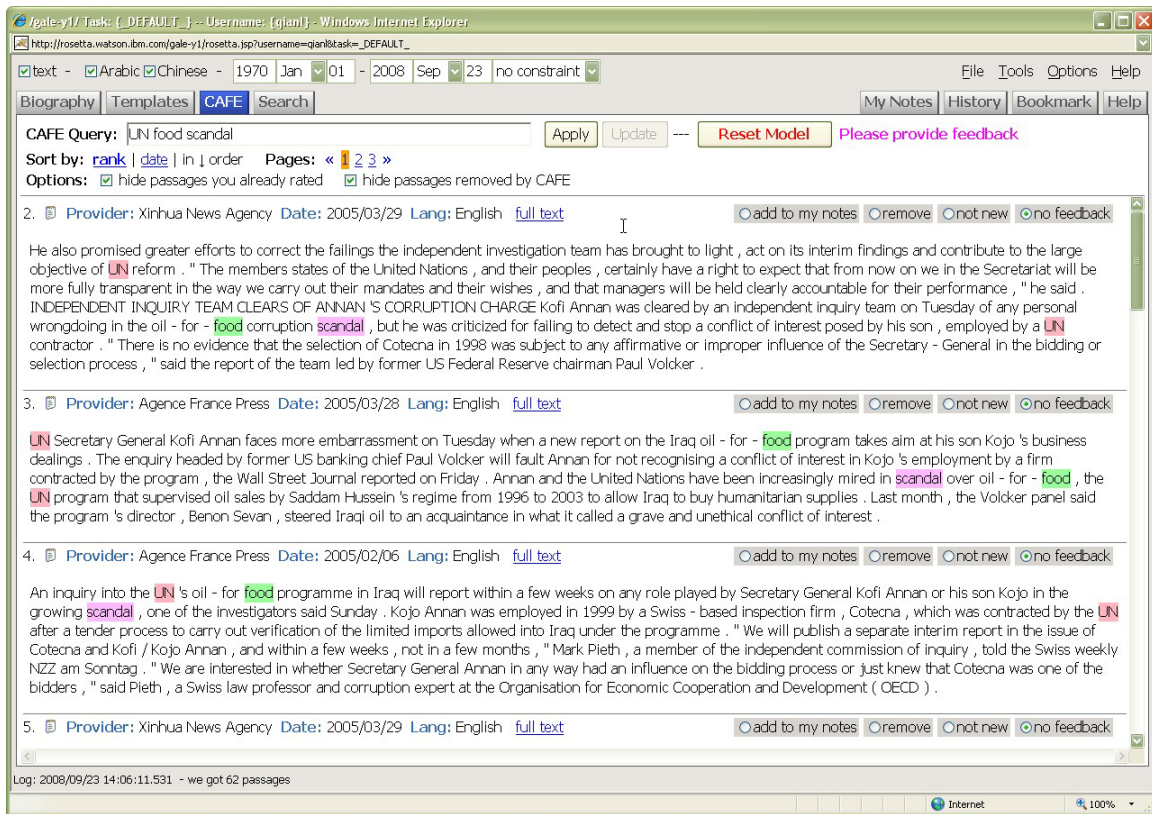 /gale-y1/ Task: {_DEFAULT_} -- Username: {qianl} - Windows Internet Explorer
http://rosetta.watson.ibm.com/gale-y1/rosetta.jsp?username=qianl&task=_DEFAULT_
text - Arabic Chinese - 1970 Jan 01 - 2008 Sep 23 no constraint File Tools Options Help
Biography Templates CAFE Search My Notes History Bookmark Help
CAFE Query: UN food scandal Apply Update --- Reset Model Please provide feedback
Sort by: rank | date | in ↓ order Pages: « 1 2 3 »
Options: hide passages you already rated hide passages removed by CAFE
2. Provider: Xinhua News Agency Date: 2005/03/29 Lang: English full text add to my notes remove not new no feedback
He also promised greater efforts to correct the failings the independent investigation team has brought to light , act on its interim findings and contribute to the large
objective of UN reform . " The members states of the United Nations , and their peoples , certainly have a right to expect that from now on we in the Secretariat will be
more fully transparent in the way we carry out their mandates and their wishes , and that managers will be held clearly accountable for their performance , " he said .
INDEPENDENT INQUIRY TEAM CLEARS OF ANNAN 'S CORRUPTION CHARGE Kofi Annan was cleared by an independent inquiry team on Tuesday of any personal
wrongdoing in the oil - for - food corruption scandal , but he was criticized for failing to detect and stop a conflict of interest posed by his son , employed by a UN
contractor . " There is no evidence that the selection of Cotecna in 1998 was subject to any affirmative or improper influence of the Secretary - General in the bidding or
selection process , " said the report of the team led by former US Federal Reserve chairman Paul Volcker .
3. Provider: Agence France Press Date: 2005/03/28 Lang: English full text add to my notes remove not new no feedback
UN Secretary General Kofi Annan faces more embarrassment on Tuesday when a new report on the Iraq oil - for - food program takes aim at his son Kojo 's business
dealings . The enquiry headed by former US banking chief Paul Volcker will fault Annan for not recognising a conflict of interest in Kojo 's employment by a firm
contracted by the program , the Wall Street Journal reported on Friday . Annan and the United Nations have been increasingly mired in scandal over oil - for - food , the
UN program that supervised oil sales by Saddam Hussein 's regime from 1996 to 2003 to allow Iraq to buy humanitarian supplies . Last month , the Volcker panel said
the program 's director , Benon Sevan , steered Iraqi oil to an acquaintance in what it called a grave and unethical conflict of interest .
4. Provider: Agence France Press Date: 2005/02/06 Lang: English full text add to my notes remove not new no feedback
An inquiry into the UN 's oil - for food programme in Iraq will report within a few weeks on any role played by Secretary General Kofi Annan or his son Kojo in the
growing scandal , one of the investigators said Sunday . Kojo Annan was employed in 1999 by a Swiss - based inspection firm , Cotecna , which was contracted by the UN
after a tender process to carry out verification of the limited imports allowed into Iraq under the programme . " We will publish a separate interim report in the issue of
Cotecna and Kofi / Kojo Annan , and within a few weeks , not in a few months , " Mark Pieth , a member of the independent commission of inquiry , told the Swiss weekly
NZZ am Sonntag . " We are interested in whether Secretary General Annan in any way had an influence on the bidding process or just knew that Cotecna was one of the
bidders , " said Pieth , a Swiss law professor and corruption expert at the Organisation for Economic Cooperation and Development ( OECD ) .
5. Provider: Xinhua News Agency Date: 2005/03/29 Lang: English full text add to my notes remove not new no feedback
Log: 2008/09/23 14:06:11.531 - we got 62 passages
Internet 100%